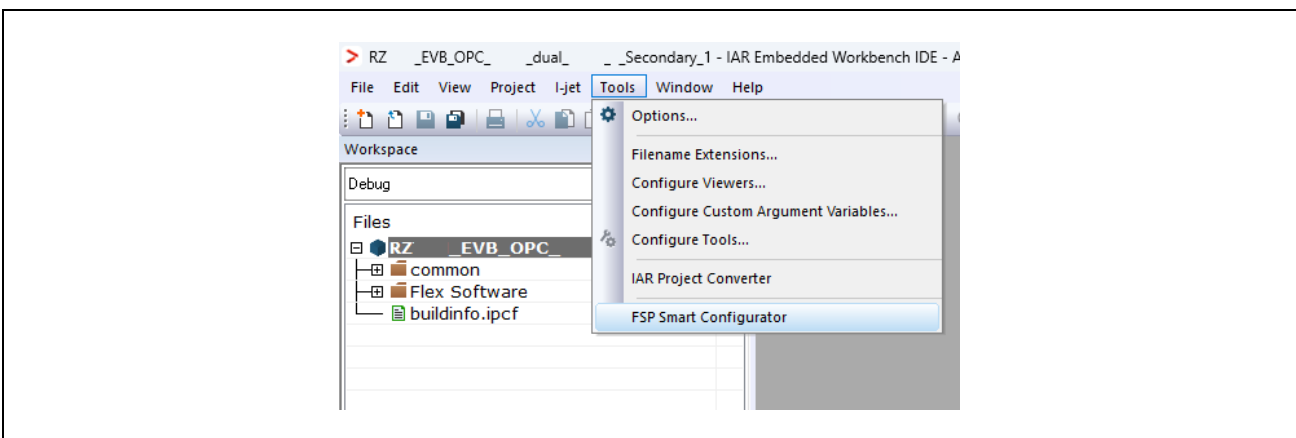 RZ _EVB_OPC_ _dual_ _ _Secondary_1 - IAR Embedded Workbench IDE - A
File Edit View Project I-jet Tools Window Help
Workspace
Debug
Files
RZ _EVB_OPC_
common
Flex Software
buildinfo.ipcf
Options...
Filename Extensions...
Configure Viewers...
Configure Custom Argument Variables...
Configure Tools...
IAR Project Converter
FSP Smart Configurator